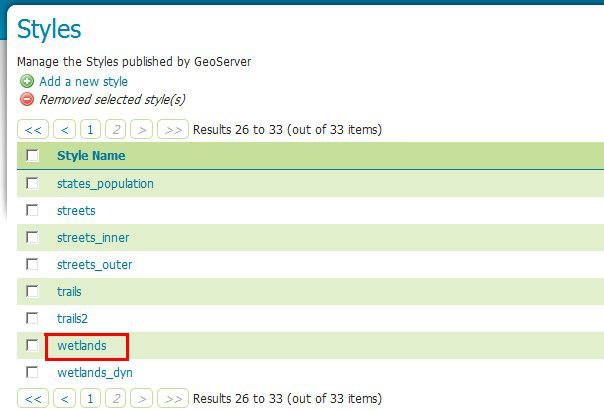 Styles
Manage the Styles published by GeoServer
Add a new style
Removed selected style(s)
<< < 1 2 > >> Results 26 to 33 (out of 33 items)
Style Name
states_population
streets
streets_inner
streets_outer
trails
trails2
wetlands
wetlands_dyn
<< < 1 2 > >> Results 26 to 33 (out of 33 items)